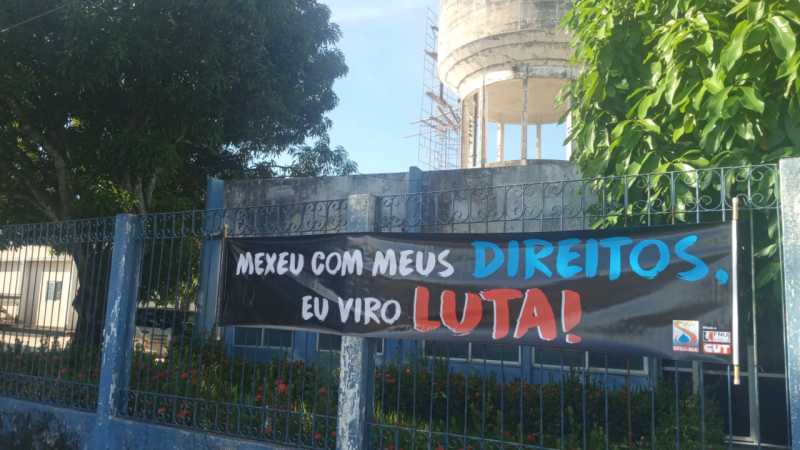 MEXEU COM MEUS DIREITOS,
EU VIRO LUTA!
CUT